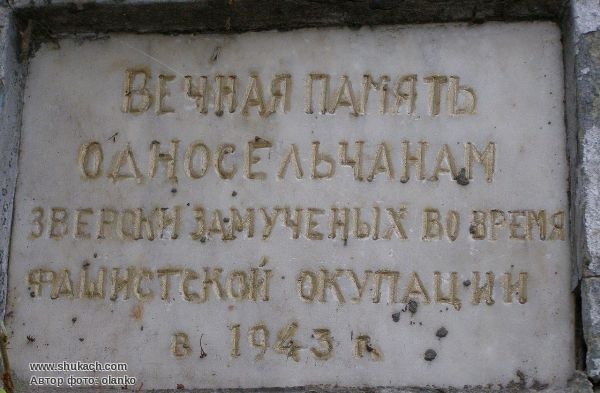 ВЕЧНАЯ ПАМЯТЬ
ОДНОСЕЛЬЧАНАМ
ЗВЕРСКИ ЗАМУЧЕНЫХ ВО ВРЕМЯ
ФАШИСТСКОЙ ОКУПАЦИИ
в 1943 г.
www.shukach.com
Автор фото: olanko